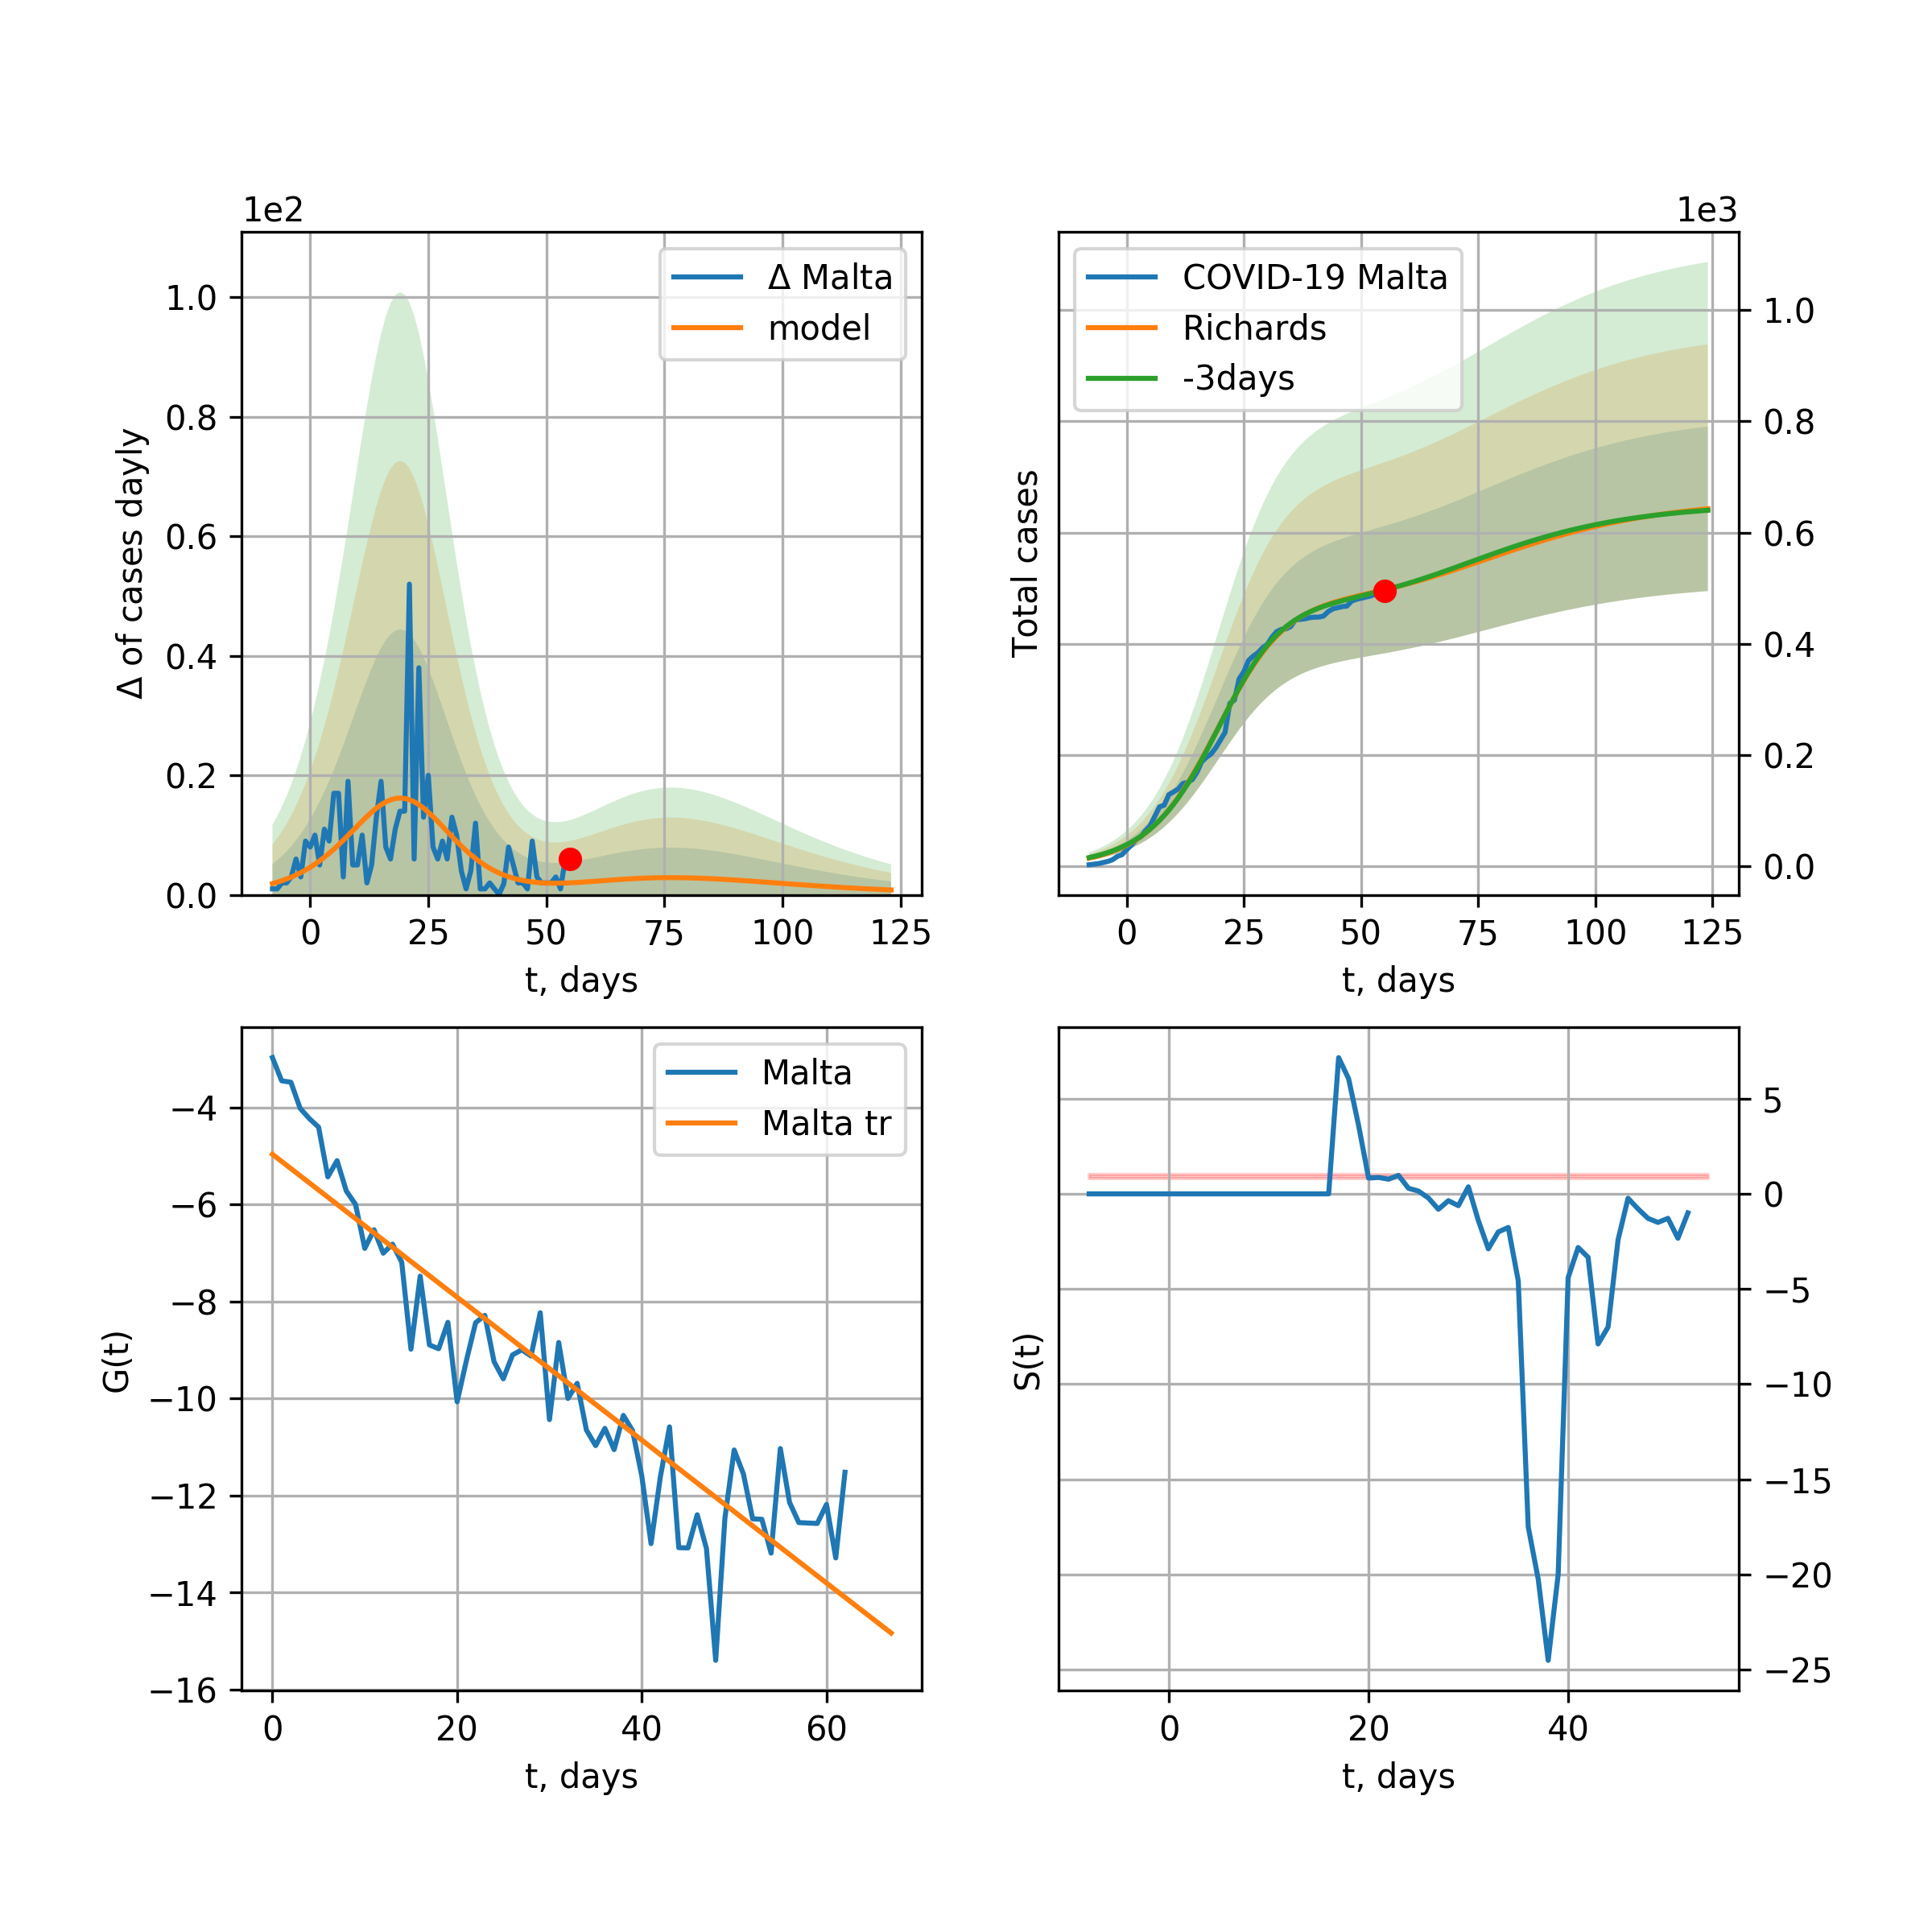 1e2
Δ Malta
model
1.0
0.8
0.6
0.4
0.2
0.0
Δ of cases dayly
0 25 50 75 100 125
t, days
1e3
COVID-19 Malta
Richards
-3days
1.0
0.8
0.6
0.4
0.2
0.0
Total cases
0 25 50 75 100 125
t, days
Malta
Malta tr
−4
−6
−8
−10
−12
−14
−16
G(t)
0 20 40 60
t, days
5
0
−5
−10
−15
−20
−25
S(t)
0 20 40
t, days